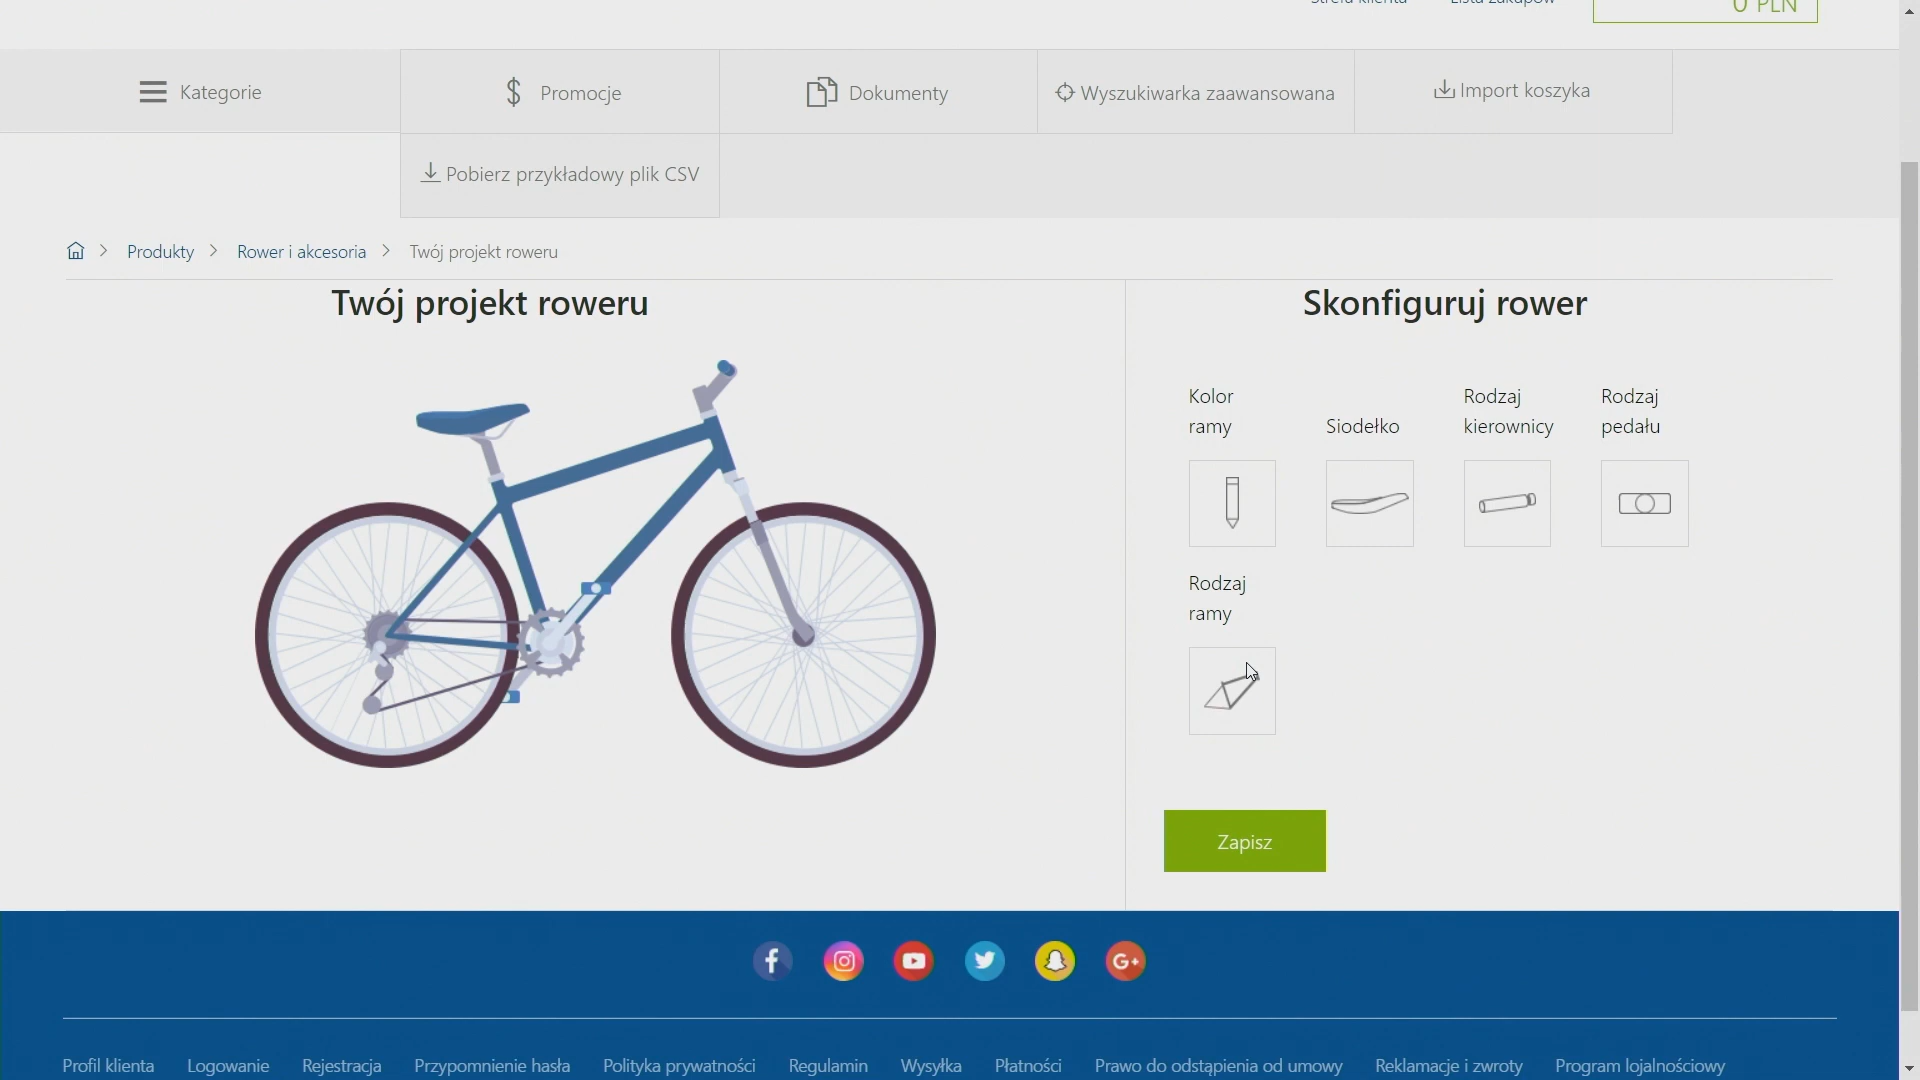 Strefa klienta
Lista zakupów
0 PLN
Kategorie
Promocje
Dokumenty
Wyszukiwarka zaawansowana
Import koszyka
Pobierz przykładowy plik CSV
Produkty
Rower i akcesoria
Twój projekt roweru
Twój projekt roweru
Skonfiguruj rower
Kolor
ramy
Siodełko
Rodzaj
kierownicy
Rodzaj
pedału
Rodzaj
ramy
Zapisz
G+
Profil klienta
Logowanie
Rejestracja
Przypomnienie hasła
Polityka prywatności
Regulamin
Wysyłka
Płatności
Prawo do odstąpienia od umowy
Reklamacje i zwroty
Program lojalnościowy